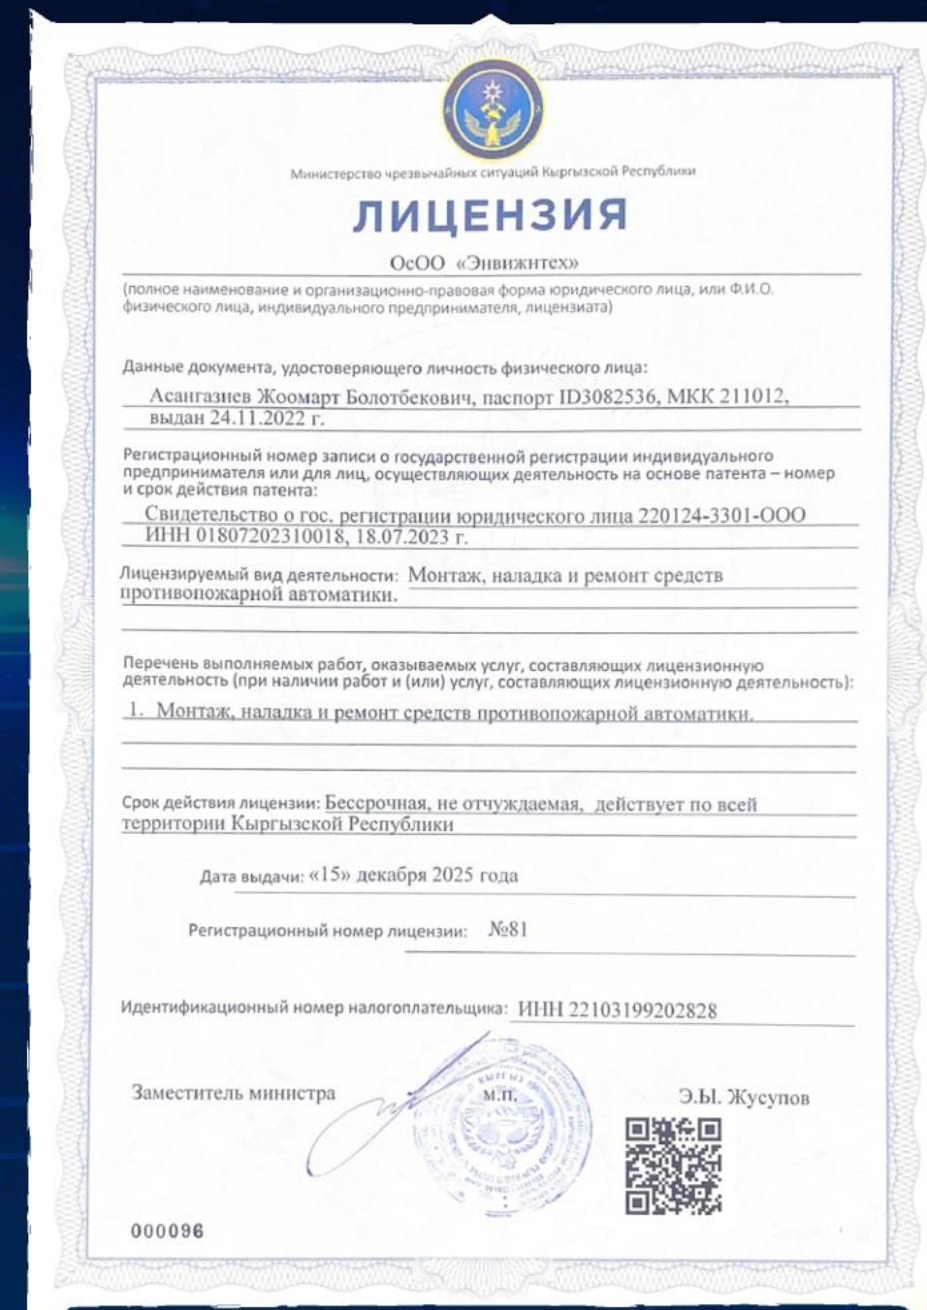 Министерство чрезвычайных ситуаций Кыргызской Республики
ЛИЦЕНЗИЯ
ОсОО «Энвижнтех»
(полное наименование и организационно-правовая форма юридического лица, или Ф.И.О.
физического лица, индивидуального предпринимателя, лицензиата)
Данные документа, удостоверяющего личность физического лица:
Асангазиев Жоомарт Болотбекович, паспорт ID3082536, МКК 211012,
выдан 24.11.2022 г.
Регистрационный номер записи о государственной регистрации индивидуального
предпринимателя или для лиц, осуществляющих деятельность на основе патента – номер
и срок действия патента:
Свидетельство о гос. регистрации юридического лица 220124-3301-ООО
ИНН 01807202310018, 18.07.2023 г.
Лицензируемый вид деятельности: Монтаж, наладка и ремонт средств
противопожарной автоматики.
Перечень выполняемых работ, оказываемых услуг, составляющих лицензионную
деятельность (при наличии работ и (или) услуг, составляющих лицензионную деятельность):
1. Монтаж, наладка и ремонт средств противопожарной автоматики.
Срок действия лицензии: Бессрочная, не отчуждаемая, действует по всей
территории Кыргызской Республики
Дата выдачи: «15» декабря 2025 года
Регистрационный номер лицензии: №81
Идентификационный номер налогоплательщика: ИНН 22103199202828
Заместитель министра
м.п.
Э.Ы. Жусупов
000096